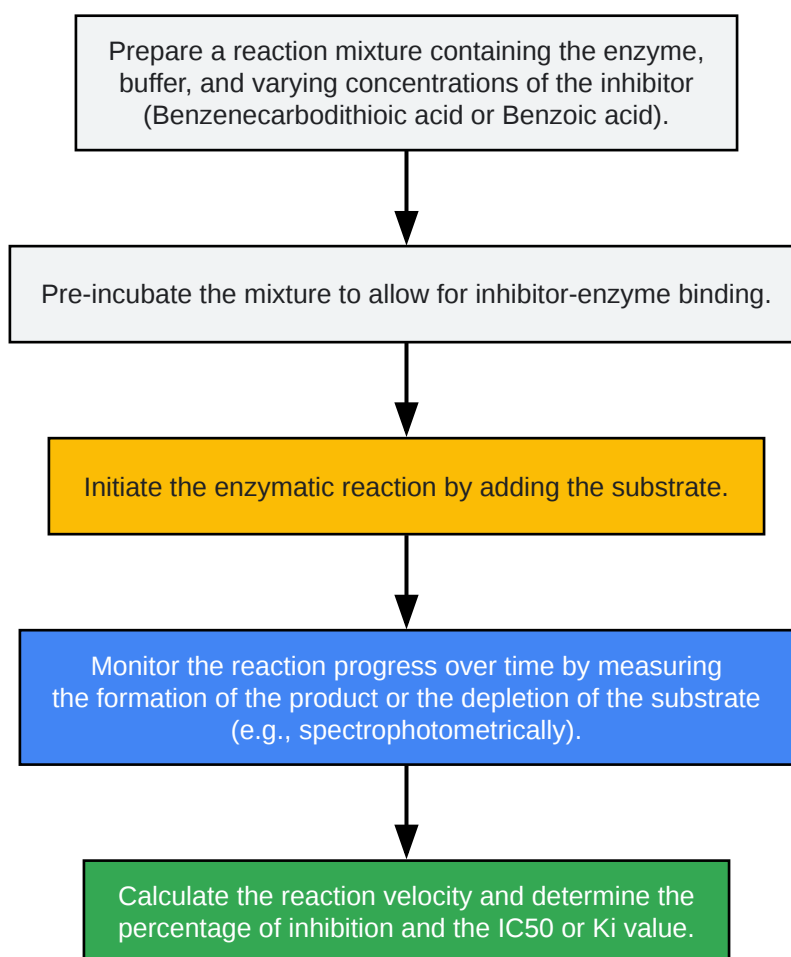 Prepare a reaction mixture containing the enzyme,
buffer, and varying concentrations of the inhibitor
(Benzenecarbodithioic acid or Benzoic acid).
Pre-incubate the mixture to allow for inhibitor-enzyme binding.
Initiate the enzymatic reaction by adding the substrate.
Monitor the reaction progress over time by measuring
the formation of the product or the depletion of the substrate
(e.g., spectrophotometrically).
Calculate the reaction velocity and determine the
percentage of inhibition and the IC50 or Ki value.